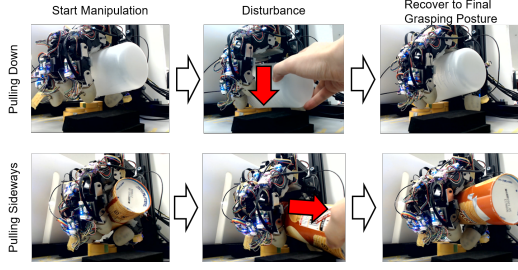 Start Manipulation
Disturbance
Recover to Final
Grasping Posture
Pulling Down
Pulling Sideways